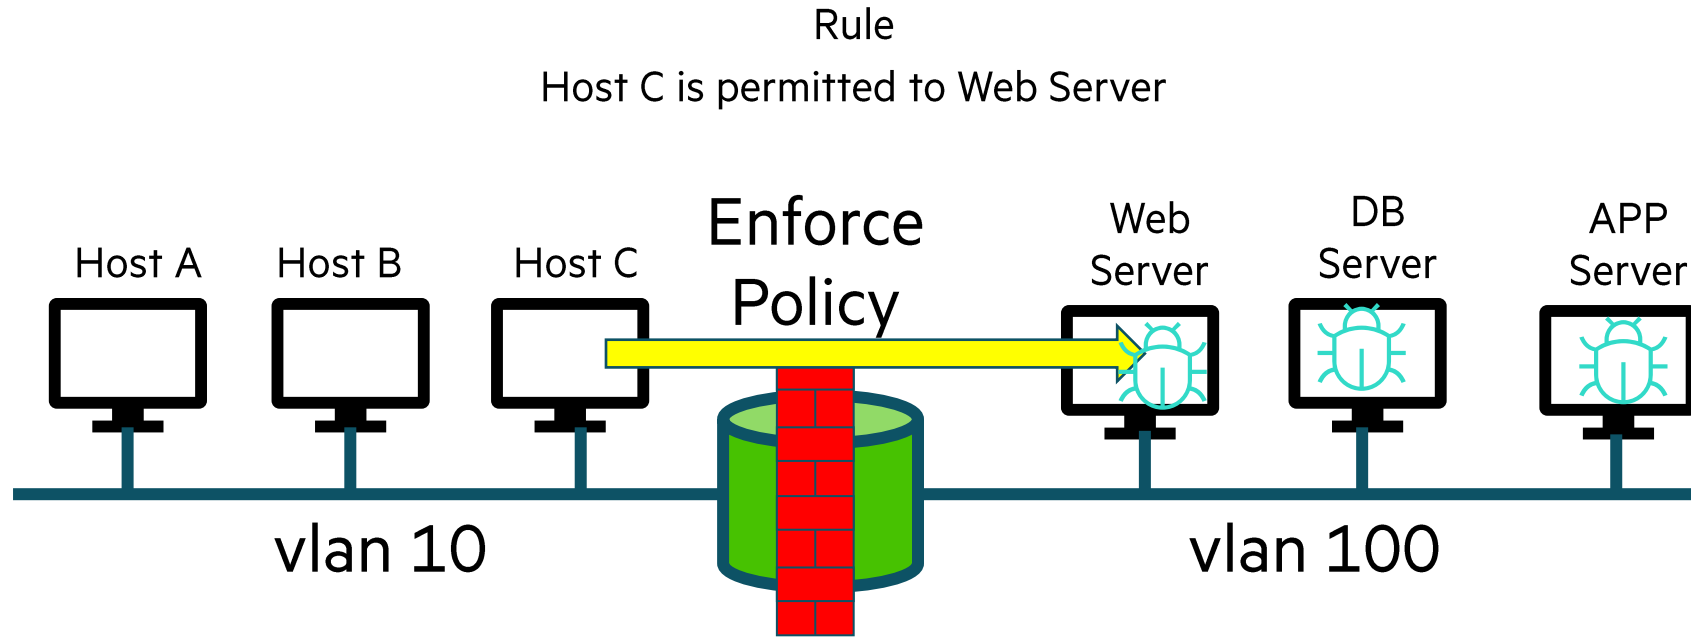 Rule
Host C is permitted to Web Server
Enforce
Policy
Host A
Host B
Host C
Web
Server
DB
Server
APP
Server
vlan 10
vlan 100